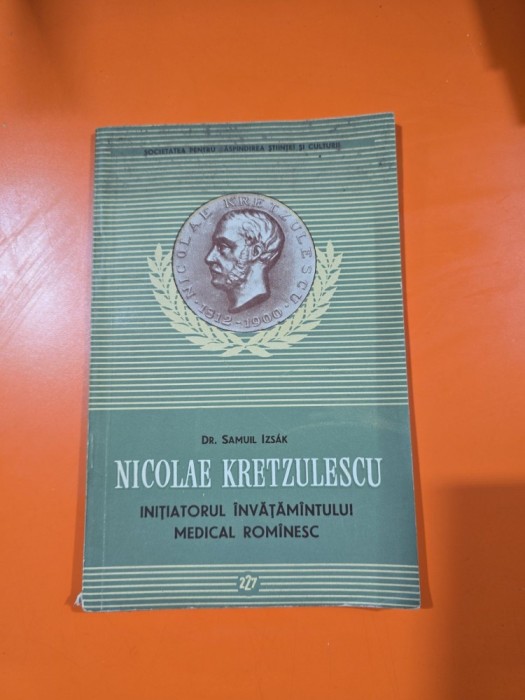 SOCIETATEA PENTRU RĂSPÎNDIREA ȘTIINȚEI ȘI CULTURII
NICOLAE KRETZULESCU
· 1812-1900 ·
DR. SAMUIL IZSÁK
NICOLAE KRETZULESCU
INIȚIATORUL ÎNVĂȚĂMÎNTULUI
MEDICAL ROMÎNESC
227